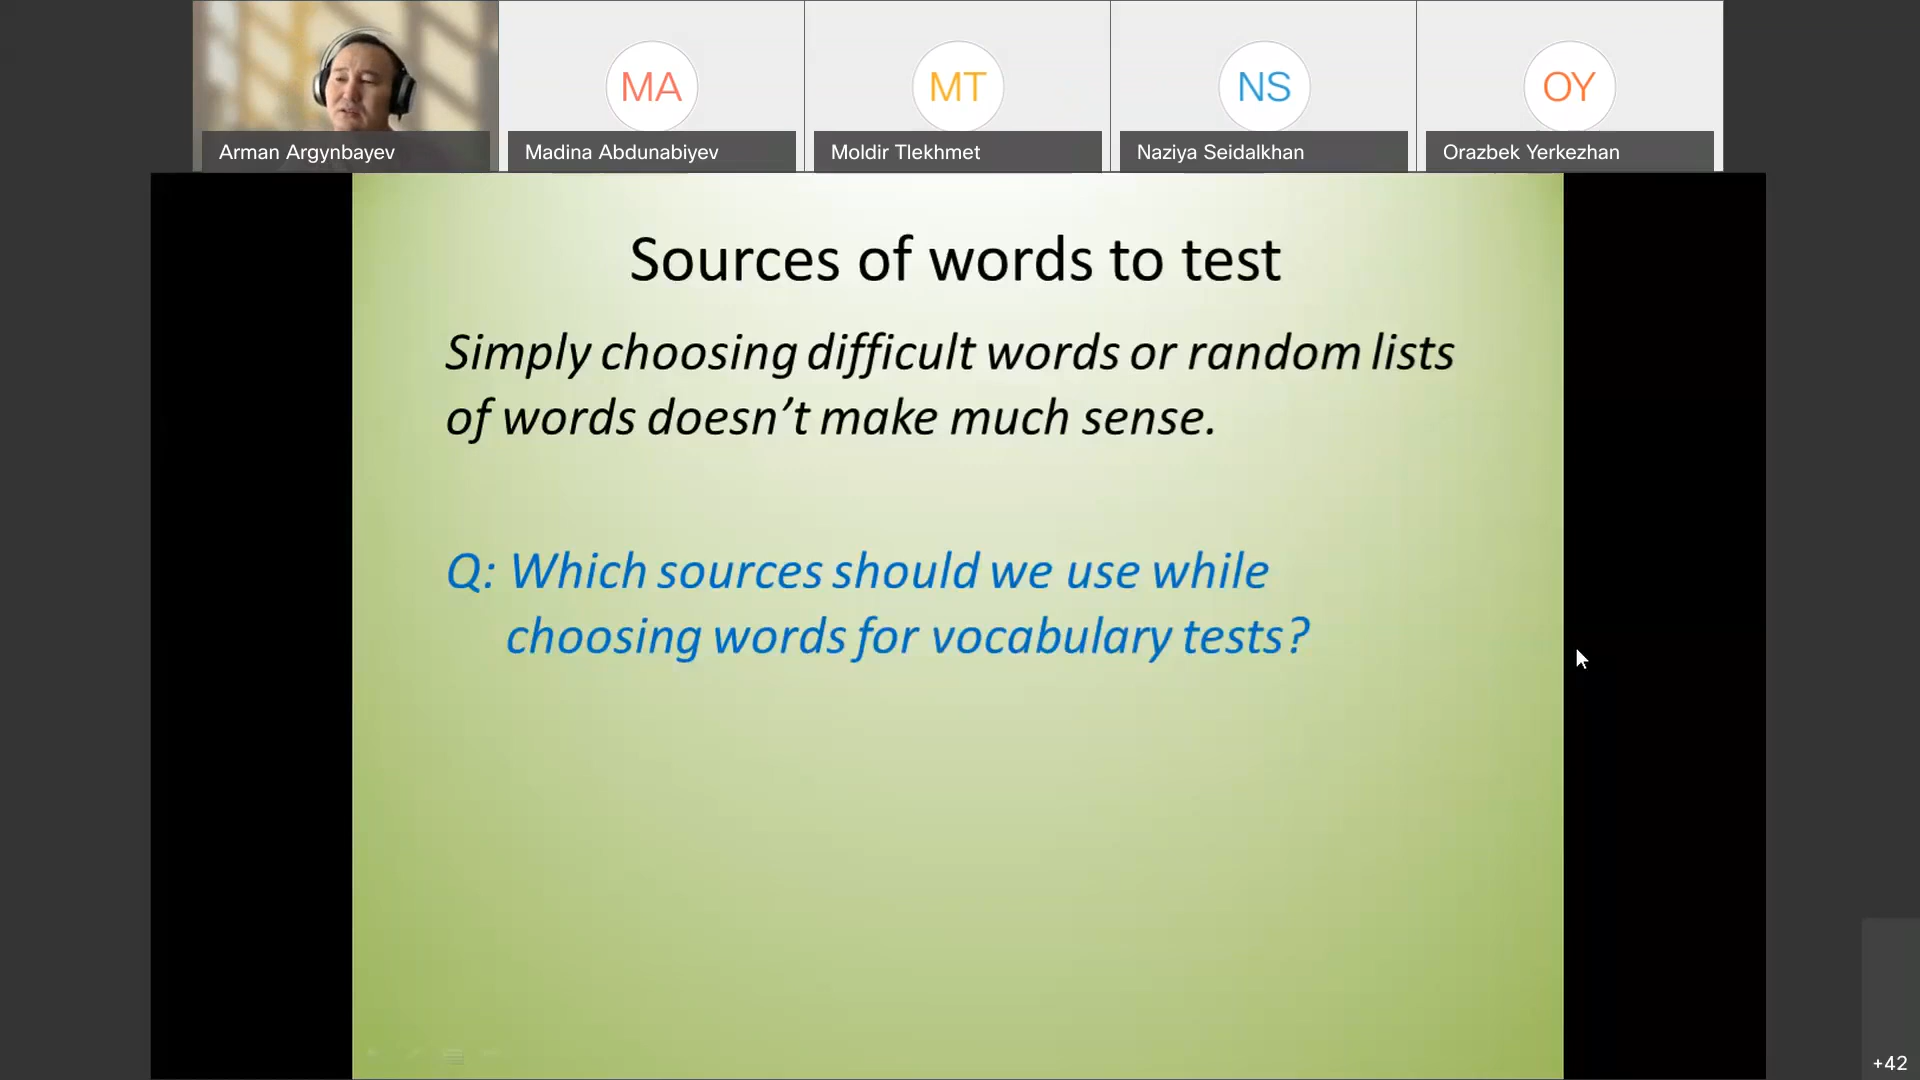 MA
MT
NS
OY
Arman Argynbayev
Madina Abdunabiyev
Moldir Tlekhmet
Naziya Seidalkhan
Orazbek Yerkezhan
Sources of words to test
Simply choosing difficult words or random lists
of words doesn’t make much sense.
Q: Which sources should we use while
choosing words for vocabulary tests?
+42